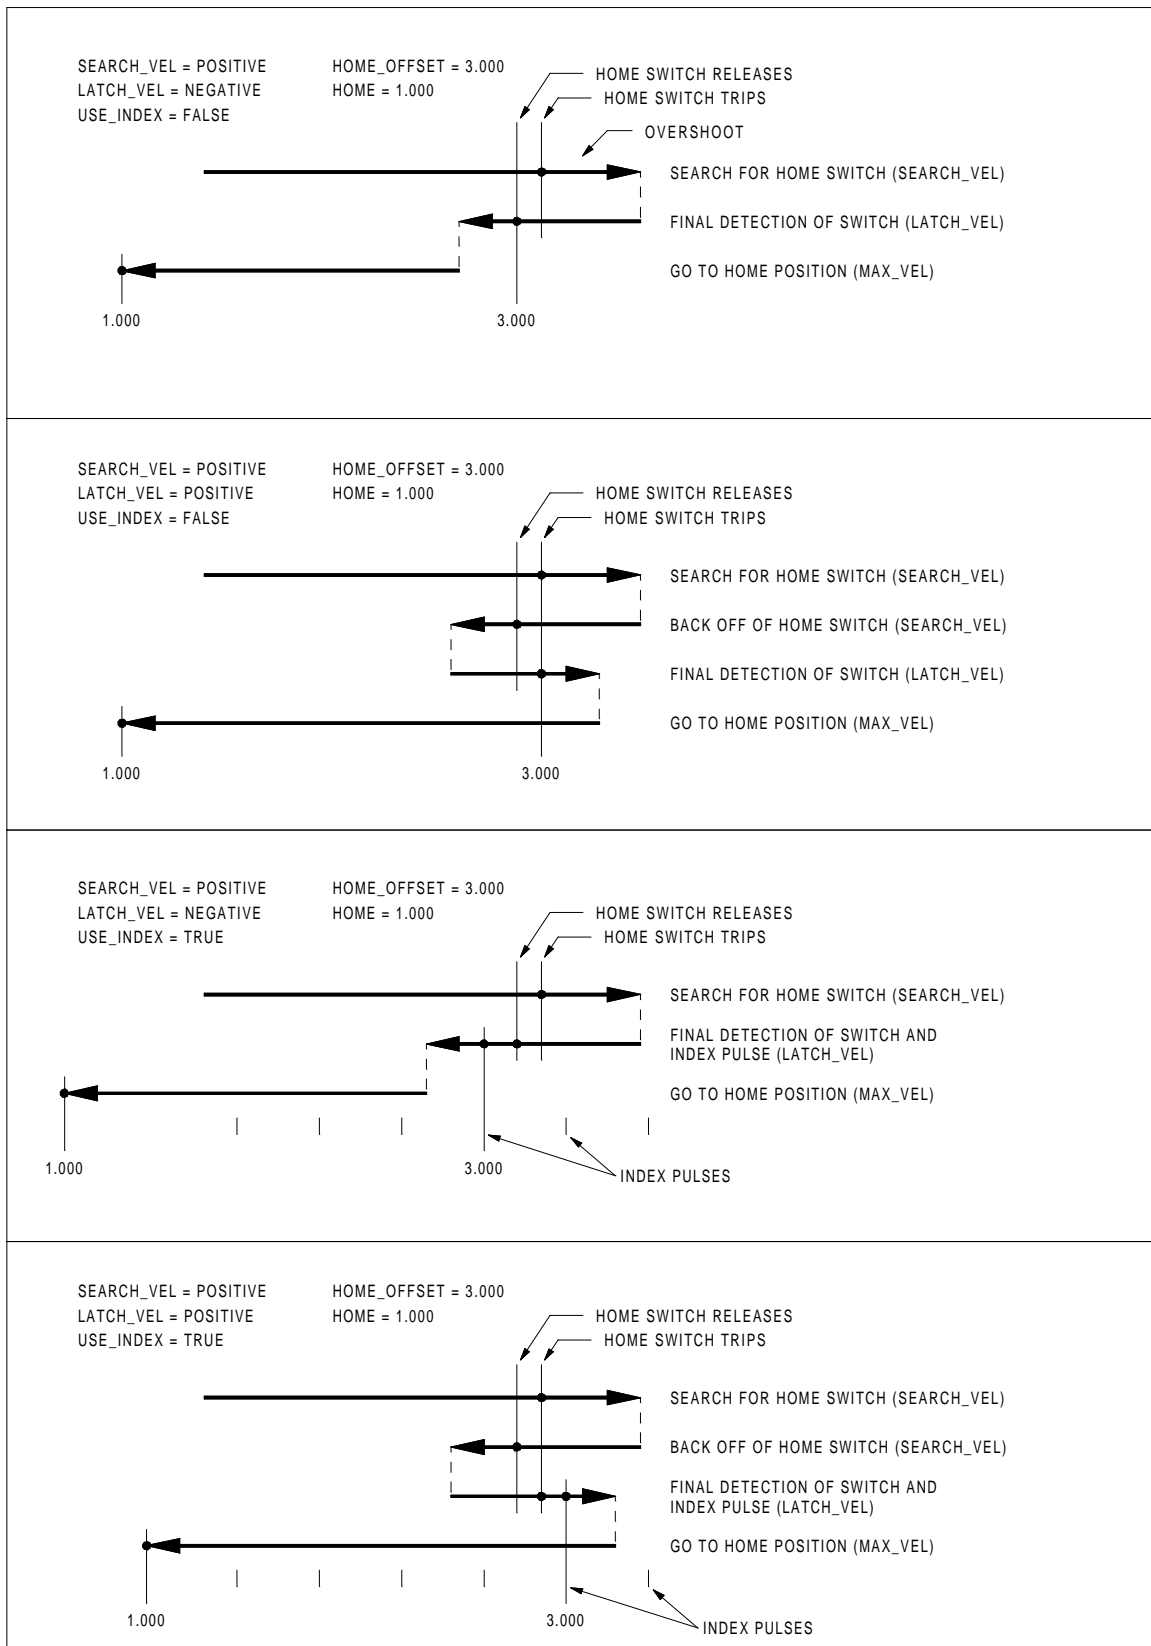 SEARCH_VEL = POSITIVE HOME_OFFSET = 3.000
LATCH_VEL = NEGATIVE HOME = 1.000
USE_INDEX = FALSE
HOME SWITCH RELEASES
HOME SWITCH TRIPS
OVERSHOOT
SEARCH FOR HOME SWITCH (SEARCH_VEL)
FINAL DETECTION OF SWITCH (LATCH_VEL)
GO TO HOME POSITION (MAX_VEL)
1.000 3.000
SEARCH_VEL = POSITIVE HOME_OFFSET = 3.000
LATCH_VEL = POSITIVE HOME = 1.000
USE_INDEX = FALSE
HOME SWITCH RELEASES
HOME SWITCH TRIPS
SEARCH FOR HOME SWITCH (SEARCH_VEL)
BACK OFF OF HOME SWITCH (SEARCH_VEL)
FINAL DETECTION OF SWITCH (LATCH_VEL)
GO TO HOME POSITION (MAX_VEL)
1.000 3.000
SEARCH_VEL = POSITIVE HOME_OFFSET = 3.000
LATCH_VEL = NEGATIVE HOME = 1.000
USE_INDEX = TRUE
HOME SWITCH RELEASES
HOME SWITCH TRIPS
SEARCH FOR HOME SWITCH (SEARCH_VEL)
FINAL DETECTION OF SWITCH AND
INDEX PULSE (LATCH_VEL)
GO TO HOME POSITION (MAX_VEL)
1.000 3.000
INDEX PULSES
SEARCH_VEL = POSITIVE HOME_OFFSET = 3.000
LATCH_VEL = POSITIVE HOME = 1.000
USE_INDEX = TRUE
HOME SWITCH RELEASES
HOME SWITCH TRIPS
SEARCH FOR HOME SWITCH (SEARCH_VEL)
BACK OFF OF HOME SWITCH (SEARCH_VEL)
FINAL DETECTION OF SWITCH AND
INDEX PULSE (LATCH_VEL)
GO TO HOME POSITION (MAX_VEL)
1.000 3.000
INDEX PULSES